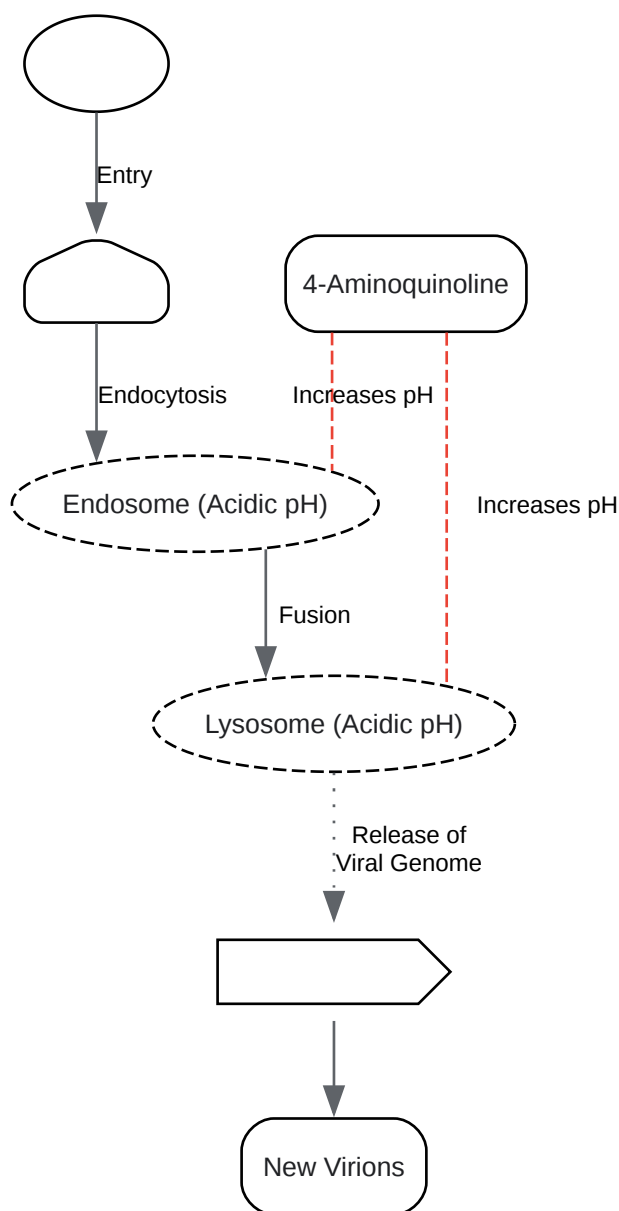 Entry
4-Aminoquinoline
Endocytosis
Increases pH
Endosome (Acidic pH)
Increases pH
Fusion
Lysosome (Acidic pH)
Release of
Viral Genome
New Virions